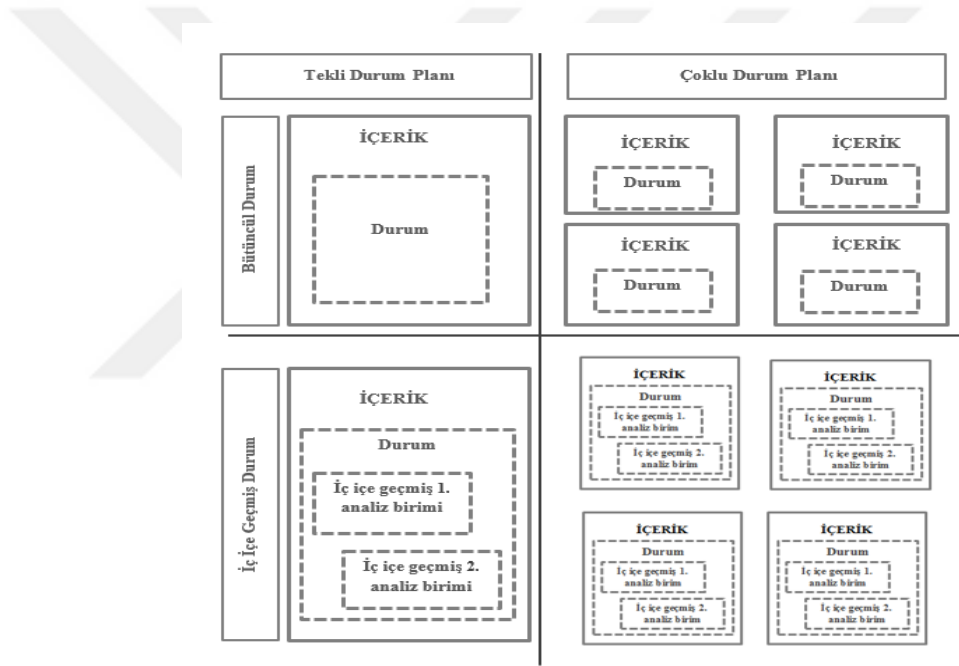 Tekli Durum Planı
Çoklu Durum Planı
Bütüncül Durum
İÇERİK
Durum
İÇERİK
Durum
İÇERİK
Durum
İÇERİK
Durum
İÇERİK
Durum
İç İçe Geçmiş Durum
İÇERİK
Durum
İç içe geçmiş 1.
analiz birimi
İç içe geçmiş 2.
analiz birimi
İÇERİK
Durum
İç içe geçmiş 1.
analiz birim
İç içe geçmiş 2.
analiz birim
İÇERİK
Durum
İç içe geçmiş 1.
analiz birim
İç içe geçmiş 2.
analiz birim
İÇERİK
Durum
İç içe geçmiş 1.
analiz birim
İç içe geçmiş 2.
analiz birim
İÇERİK
Durum
İç içe geçmiş 1.
analiz birim
İç içe geçmiş 2.
analiz birim